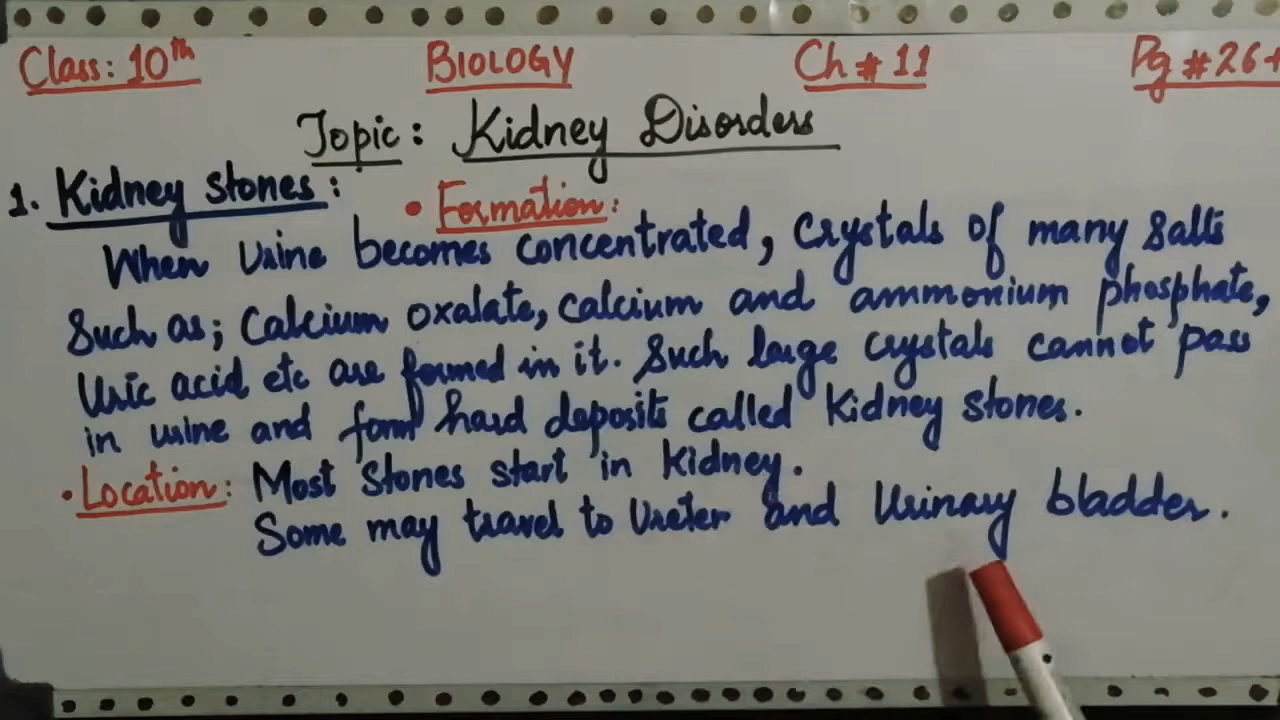 Class: 10th BIOLOGY Ch # 11 Pg # 26+
Topic: Kidney Disorders
1. Kidney stones:
• Formation:
When Urine becomes concentrated, crystals of many salts
Such as; Calcium oxalate, calcium and ammonium phosphate,
Uric acid etc are formed in it. Such large crystals cannot pass
in urine and form hard deposits called Kidney stones.
• Location: Most stones start in kidney.
Some may travel to Ureter and Urinary bladder.